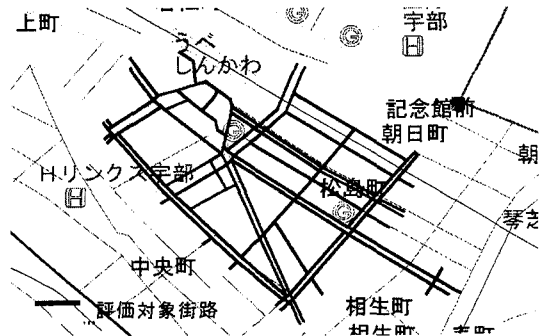 上町
宇部
H
G
G
うべ
しんかわ
記念館前
朝日町
G
朝
Hリンクス宇部
H
松島町
G
琴芝
中央町
評価対象街路
相生町
相生町